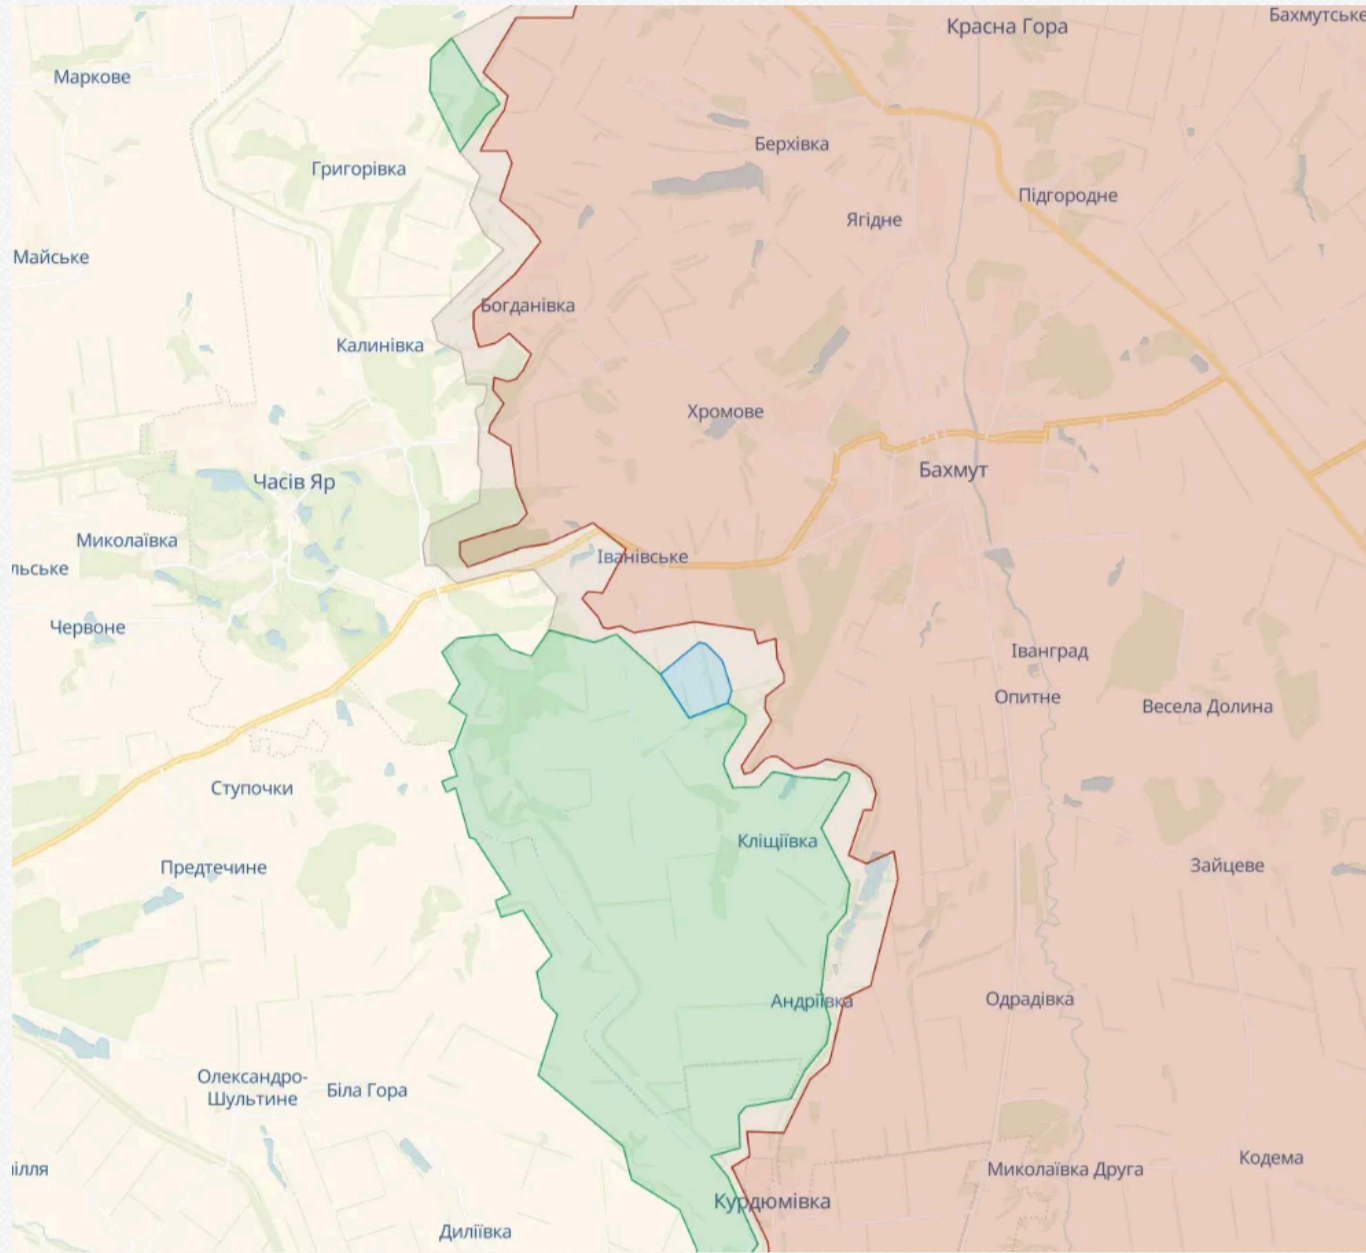 Красна Гора
Бахмутське
Маркове
Берхівка
Григорівка
Підгородне
Ягідне
Майське
Богданівка
Калинівка
Хромове
Бахмут
Часів Яр
Миколаївка
Іванівське
льське
Червоне
Іванград
Опитне
Весела Долина
Ступочки
Кліщіївка
Предтечине
Зайцеве
Андріївка
Одрадівка
Олександро-
Шультине
Біла Гора
Кодема
ілля
Миколаївка Друга
Курдюмівка
Диліївка